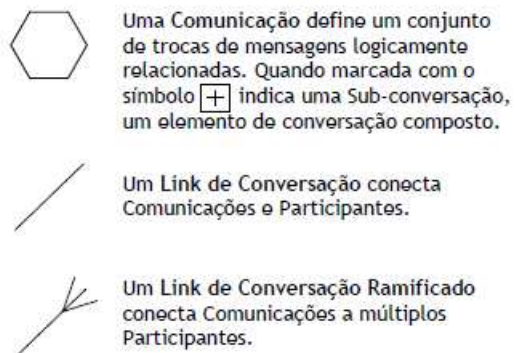 Uma Comunicação define um conjunto
de trocas de mensagens logicamente
relacionadas. Quando marcada com o
símbolo + indica uma Sub-conversação,
um elemento de conversação composto.
Um Link de Conversação conecta
Comunicações e Participantes.
Um Link de Conversação Ramificado
conecta Comunicações a múltiplos
Participantes.